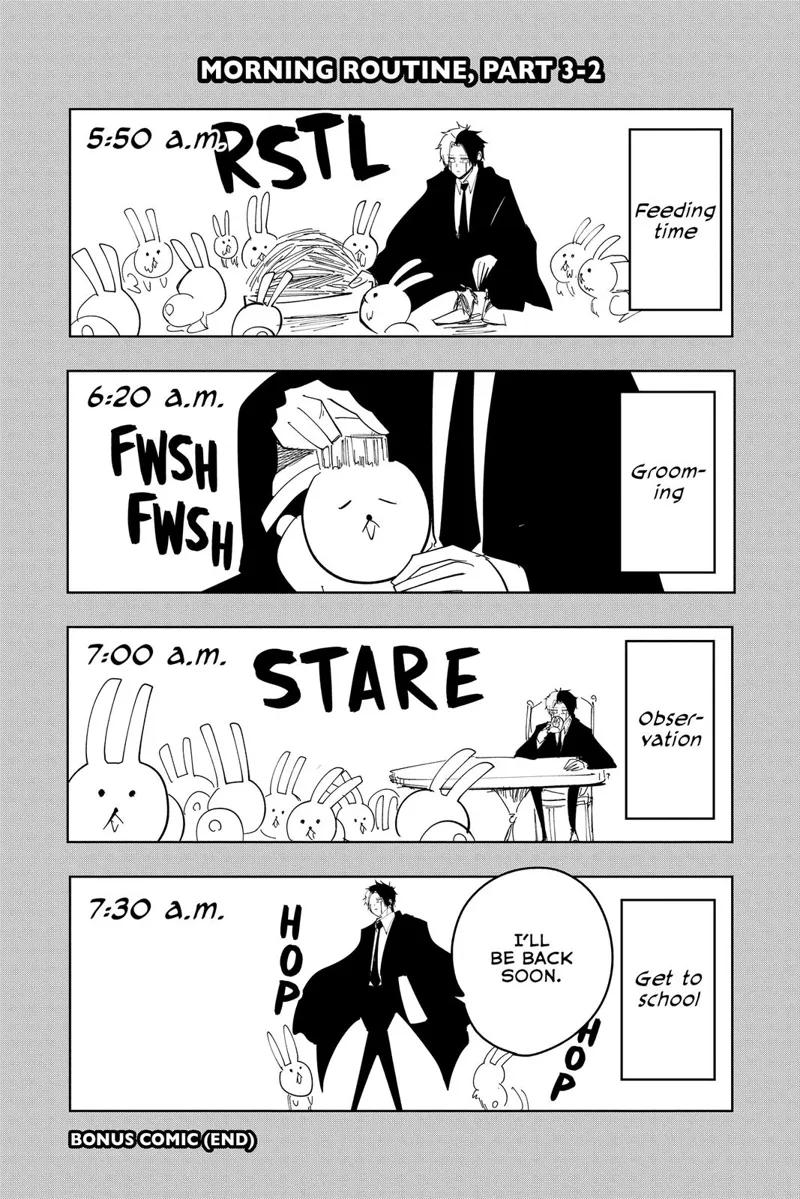 MORNING ROUTINE, PART 3-2
5:50 a.m.
RSTL
Feeding
time
6:20 a.m.
FWSH
FWSH
Groom-
ing
7:00 a.m.
STARE
Obser-
vation
7:30 a.m.
HOP
I'LL
BE BACK
SOON.
HOP
Get to
school
BONUS COMIC (END)